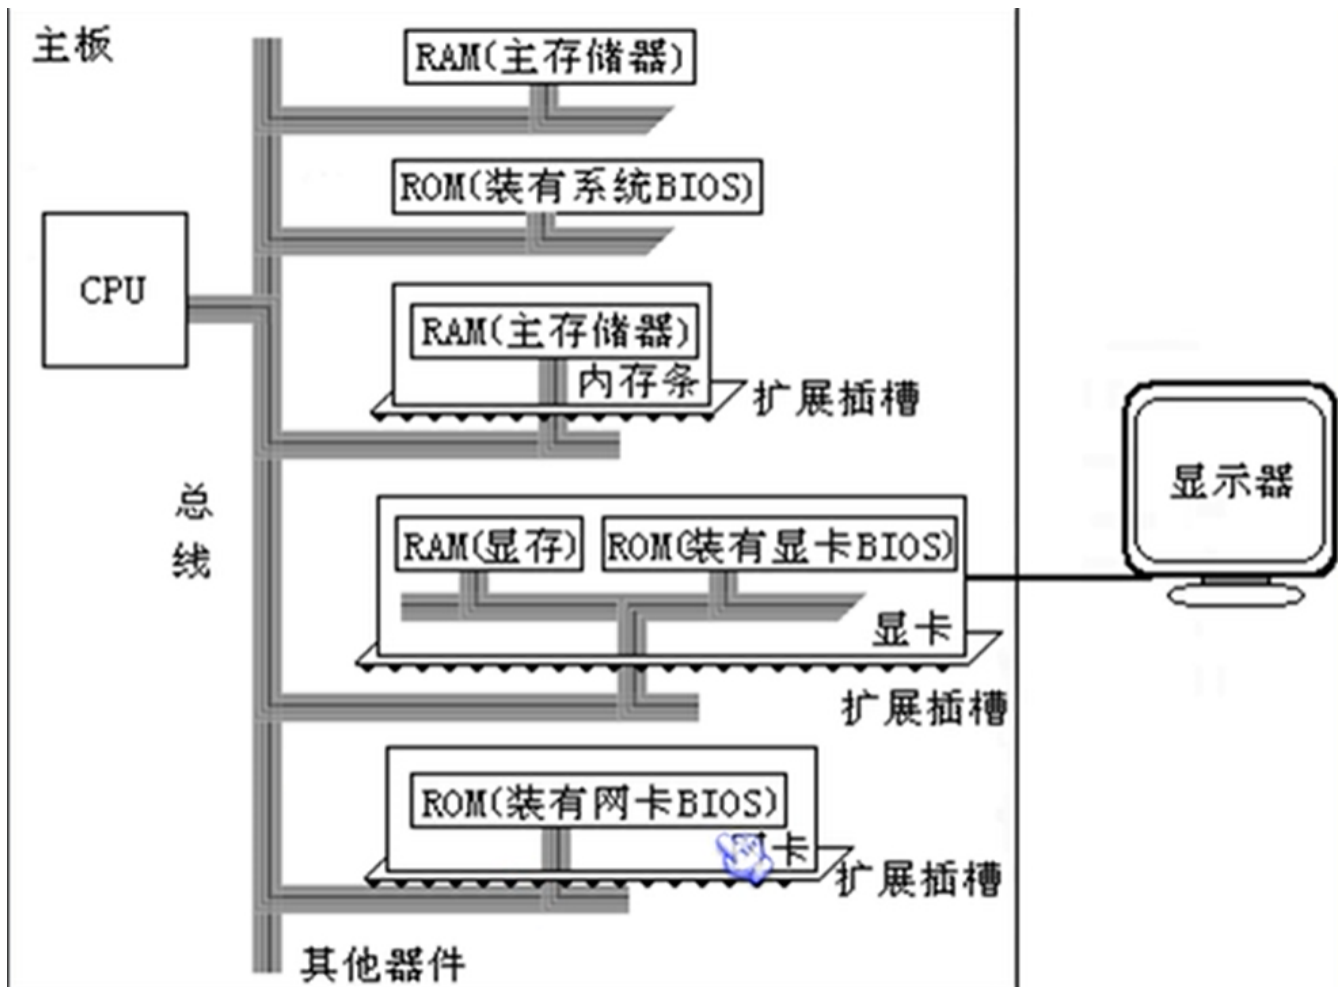 主板
RAM(主存储器)
ROM(装有系统BIOS)
CPU
RAM(主存储器)
内存条
扩展插槽
总线
显示器
RAM(显存)
ROM(装有显卡BIOS)
显卡
扩展插槽
ROM(装有网卡BIOS)
卡
扩展插槽
其他器件